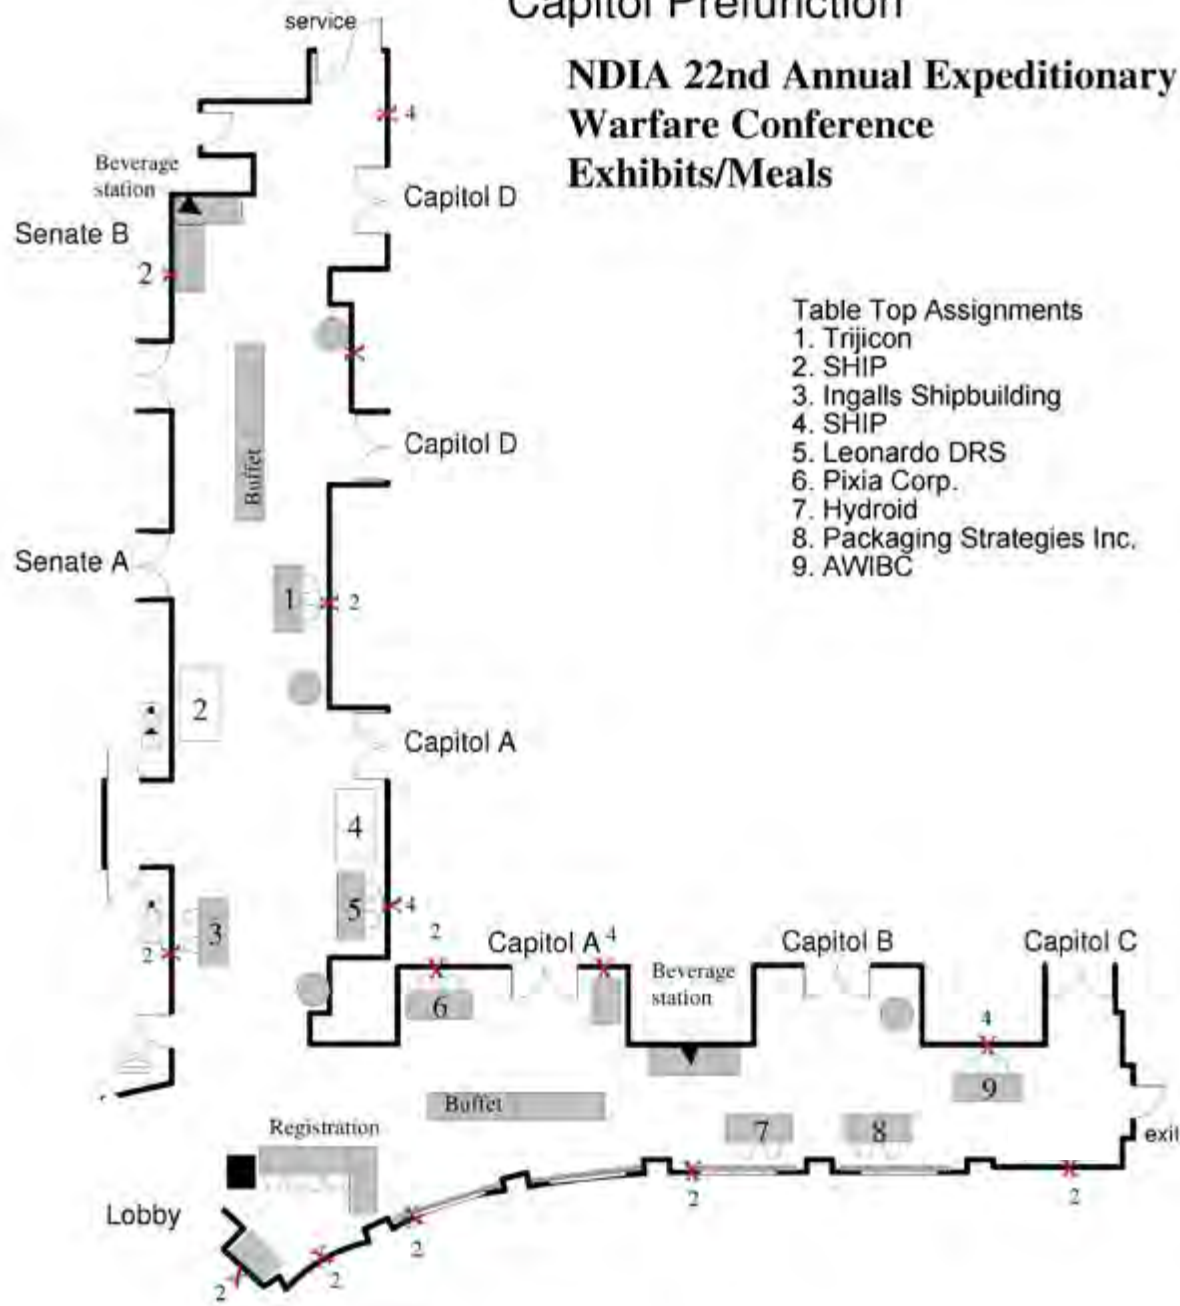 Capitol Prefunction
service
NDIA 22nd Annual Expeditionary
Warfare Conference
Exhibits/Meals
4
Beverage
station
Capitol D
Senate B
2
Table Top Assignments
1. Trijicon
2. SHIP
3. Ingalls Shipbuilding
4. SHIP
5. Leonardo DRS
6. Pixia Corp.
7. Hydroid
8. Packaging Strategies Inc.
9. AWIBC
Capitol D
Buffet
Senate A
1
2
2
Capitol A
4
5
4
3
2
2
Capitol A
4
Capitol B
Capitol C
Beverage
station
6
4
9
Buffet
Registration
7
8
exit
2
2
Lobby
2
2
2